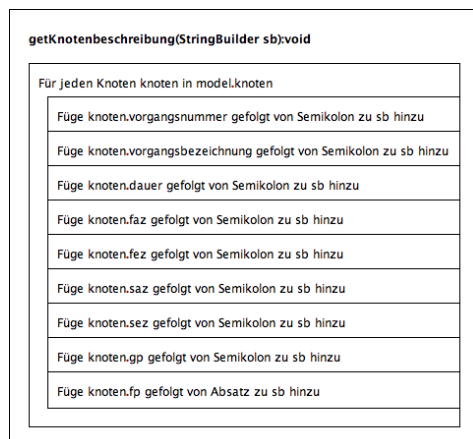 getKnotenbeschreibung(StringBuilder sb):void
Für jeden Knoten knoten in model.knoten
Füge knoten.vorgangsnummer gefolgt von Semikolon zu sb hinzu
Füge knoten.vorgangsbezeichnung gefolgt von Semikolon zu sb hinzu
Füge knoten.dauer gefolgt von Semikolon zu sb hinzu
Füge knoten.faz gefolgt von Semikolon zu sb hinzu
Füge knoten.fez gefolgt von Semikolon zu sb hinzu
Füge knoten.saz gefolgt von Semikolon zu sb hinzu
Füge knoten.sez gefolgt von Semikolon zu sb hinzu
Füge knoten.gp gefolgt von Semikolon zu sb hinzu
Füge knoten.fp gefolgt von Absatz zu sb hinzu